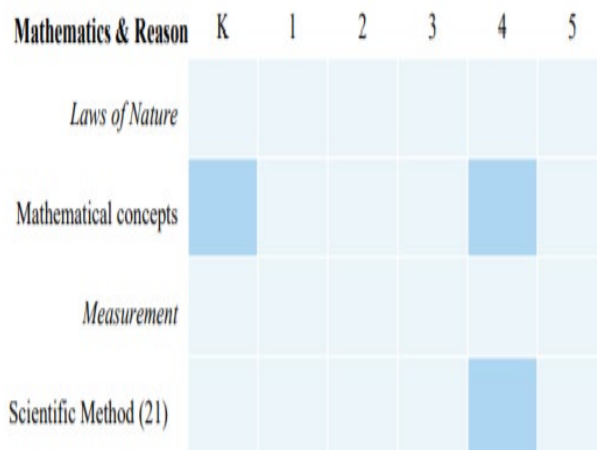 Mathematics & Reason K 1 2 3 4 5
Laws of Nature
Mathematical concepts
Measurement
Scientific Method (21)